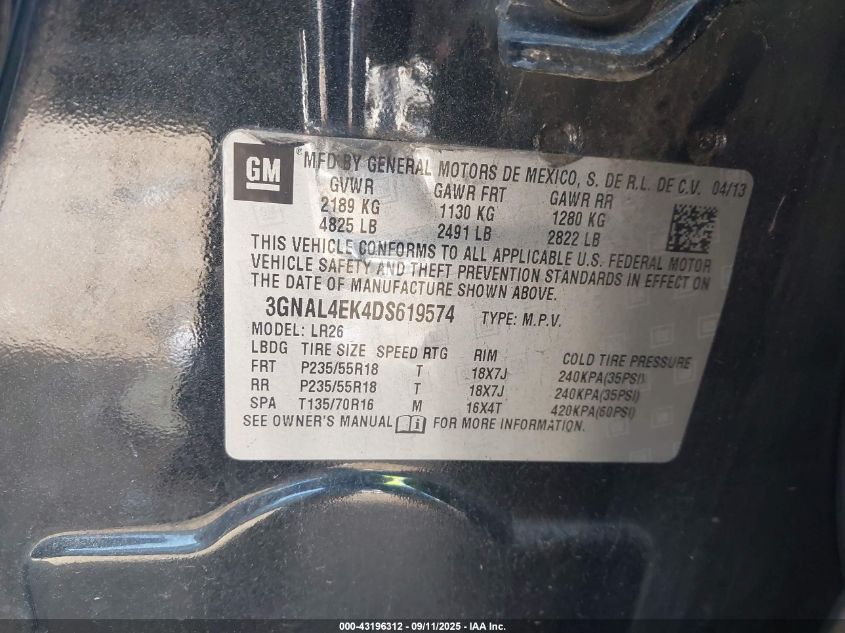 GM ® MFD BY GENERAL MOTORS DE MEXICO, S. DE R.L. DE C.V. 04/13
GVWR GAWR FRT GAWR RR
2189 KG 1130 KG 1280 KG
4825 LB 2491 LB 2822 LB
THIS VEHICLE CONFORMS TO ALL APPLICABLE U.S. FEDERAL MOTOR
VEHICLE SAFETY AND THEFT PREVENTION STANDARDS IN EFFECT ON
THE DATE OF MANUFACTURE SHOWN ABOVE.
3GNAL4EK4DS619574 TYPE: M.P.V.
MODEL: LR26
LBDG TIRE SIZE SPEED RTG RIM COLD TIRE PRESSURE
FRT P235/55R18 T 18X7J 240KPA(35PSI)
RR P235/55R18 T 18X7J 240KPA(35PSI)
SPA T135/70R16 M 16X4T 420KPA(60PSI)
SEE OWNER'S MANUAL i FOR MORE INFORMATION.
000-43196312 - 09/11/2025 - IAA Inc.